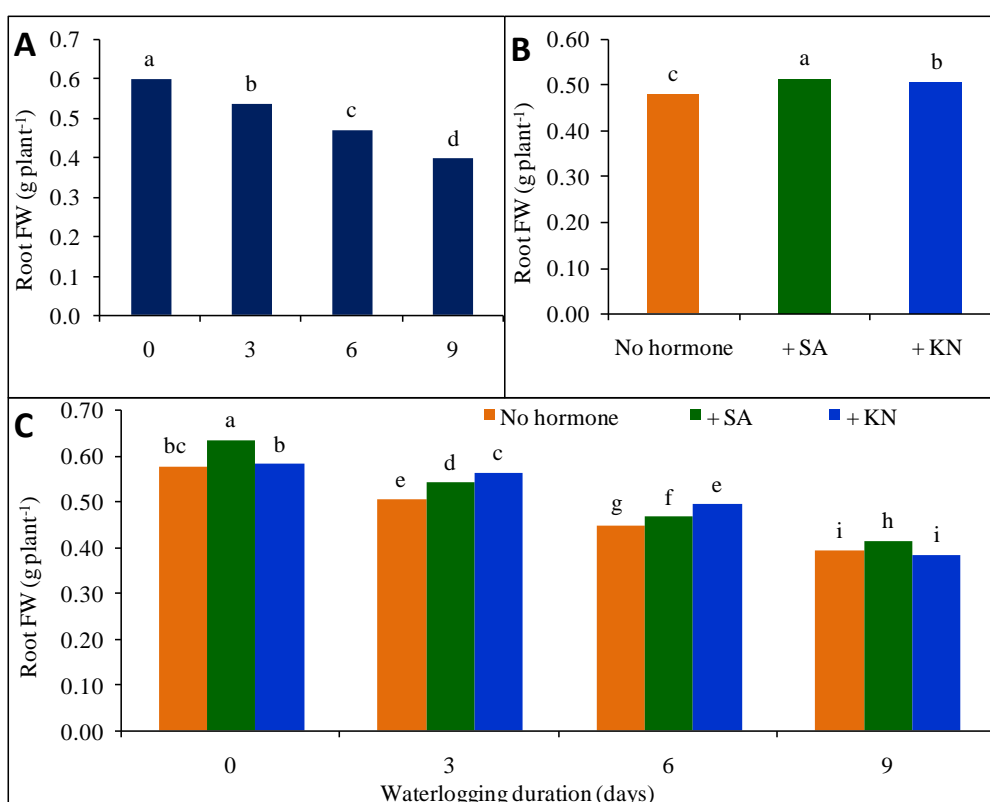 A
Root FW (g plant-1)
0.7
0.6
0.5
0.4
0.3
0.2
0.1
0.0
a
b
c
d
0 3 6 9
B
Root FW (g plant-1)
0.60
0.50
0.40
0.30
0.20
0.10
0.00
c
a
b
No hormone + SA + KN
C
No hormone + SA + KN
Root FW (g plant-1)
0.70
0.60
0.50
0.40
0.30
0.20
0.10
0.00
bc a b
e d c
g f e
i h i
0 3 6 9
Waterlogging duration (days)